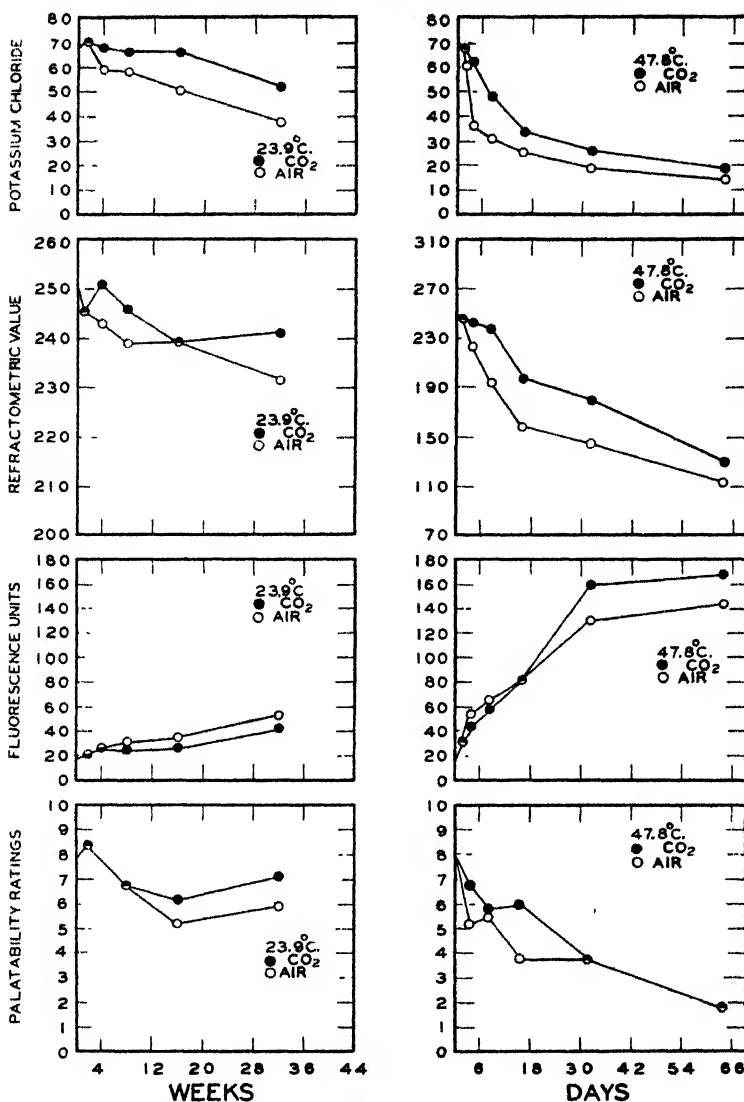 POTASSIUM CHLORIDE
80
70
60
50
40
30
20
10
0
23.9°C.
● CO2
○ AIR
80
70
60
50
40
30
20
10
0
47.8°C.
● CO2
○ AIR
REFRACTOMETRIC VALUE
260
250
240
230
220
210
200
23.9°C.
● CO2
○ AIR
310
270
230
190
150
110
70
47.8°C.
● CO2
○ AIR
FLUORESCENCE UNITS
180
160
140
120
100
80
60
40
20
0
23.9°C
● CO2
○ AIR
180
160
140
120
100
80
60
40
20
0
47.8°C.
● CO2
○ AIR
PALATABILITY RATINGS
10
9
8
7
6
5
4
3
2
1
0
23.9°C.
● CO2
○ AIR
4 12 20 28 36 44
WEEKS
10
9
8
7
6
5
4
3
2
1
0
47.8°C.
● CO2
○ AIR
6 18 30 42 54 66
DAYS